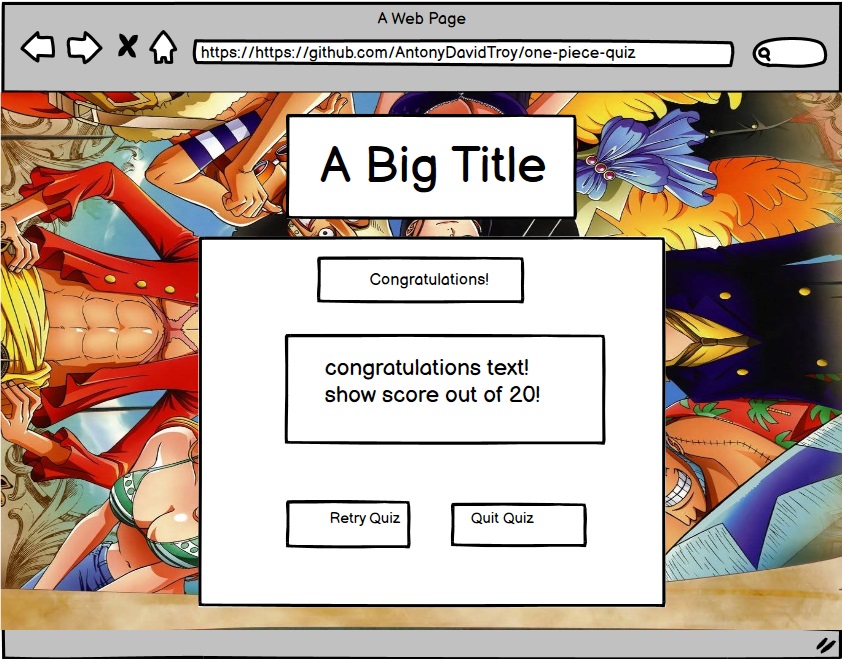 A Web Page
https://https://github.com/AntonyDavidTroy/one-piece-quiz
A Big Title
Congratulations!
congratulations text!
show score out of 20!
Retry Quiz
Quit Quiz